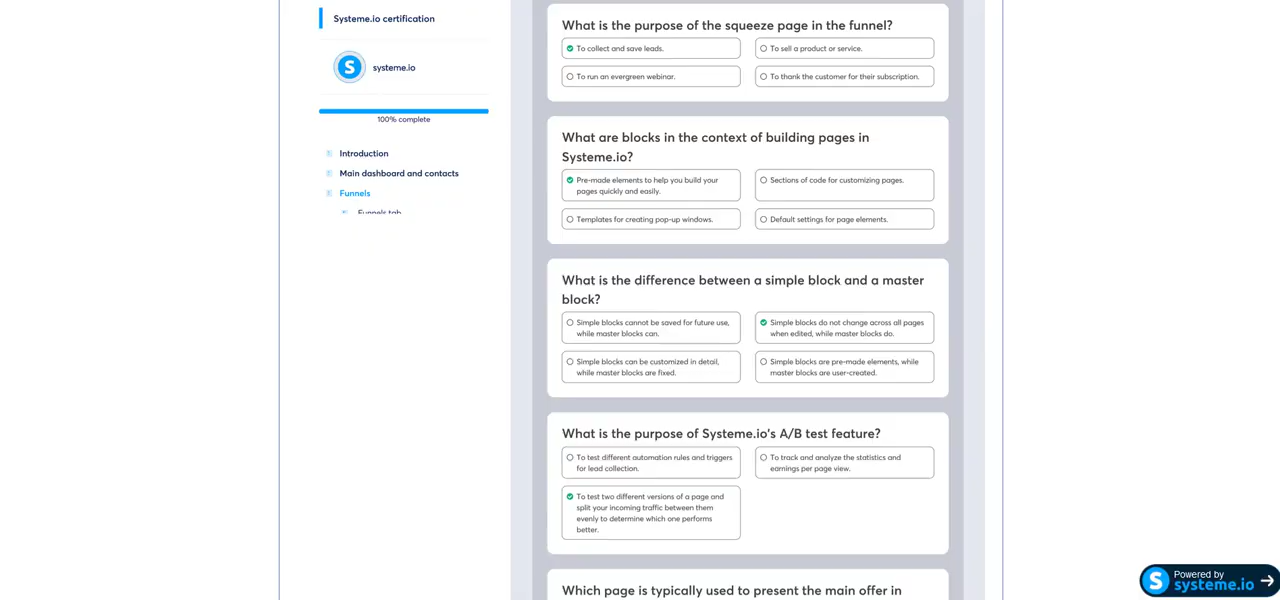 Systeme.io certification
S
systeme.io
100% complete
Introduction
Main dashboard and contacts
Funnels
Funnels tab
What is the purpose of the squeeze page in the funnel?
To collect and save leads.
To sell a product or service.
To run an evergreen webinar.
To thank the customer for their subscription.
What are blocks in the context of building pages in
Systeme.io?
Pre-made elements to help you build your
pages quickly and easily.
Sections of code for customizing pages.
Templates for creating pop-up windows.
Default settings for page elements.
What is the difference between a simple block and a master
block?
Simple blocks cannot be saved for future use,
while master blocks can.
Simple blocks do not change across all pages
when edited, while master blocks do.
Simple blocks can be customized in detail,
while master blocks are fixed.
Simple blocks are pre-made elements, while
master blocks are user-created.
What is the purpose of Systeme.io's A/B test feature?
To test different automation rules and triggers
for lead collection.
To track and analyze the statistics and
earnings per page view.
To test two different versions of a page and
split your incoming traffic between them
evenly to determine which one performs
better.
Which page is typically used to present the main offer in
S
Powered by
systeme.io